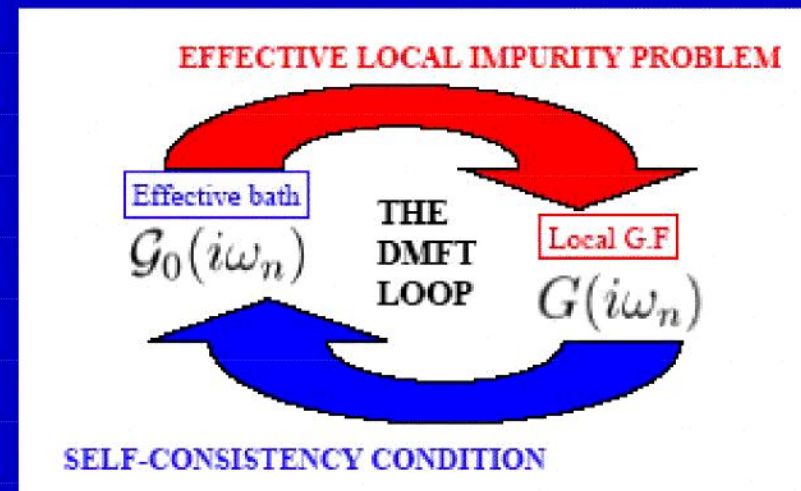 EFFECTIVE LOCAL IMPURITY PROBLEM
Effective bath
𝒢₀(iωₙ)
THE
DMFT
LOOP
Local G.F
G(iωₙ)
SELF-CONSISTENCY CONDITION